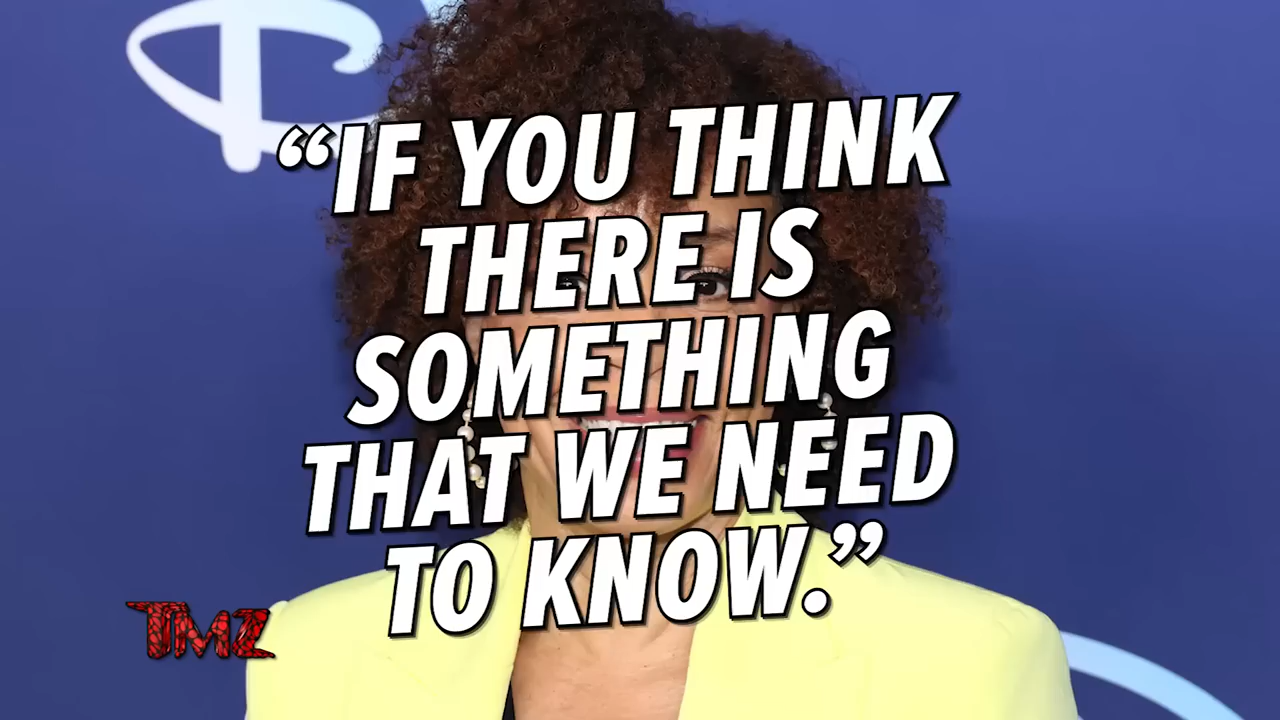 “IF YOU THINK
THERE IS
SOMETHING
THAT WE NEED
TO KNOW.”
TMZ